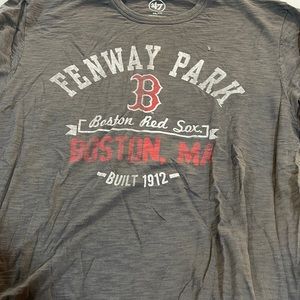 '47
FENWAY PARK
B
Boston Red Sox
BOSTON, MA
BUILT 1912